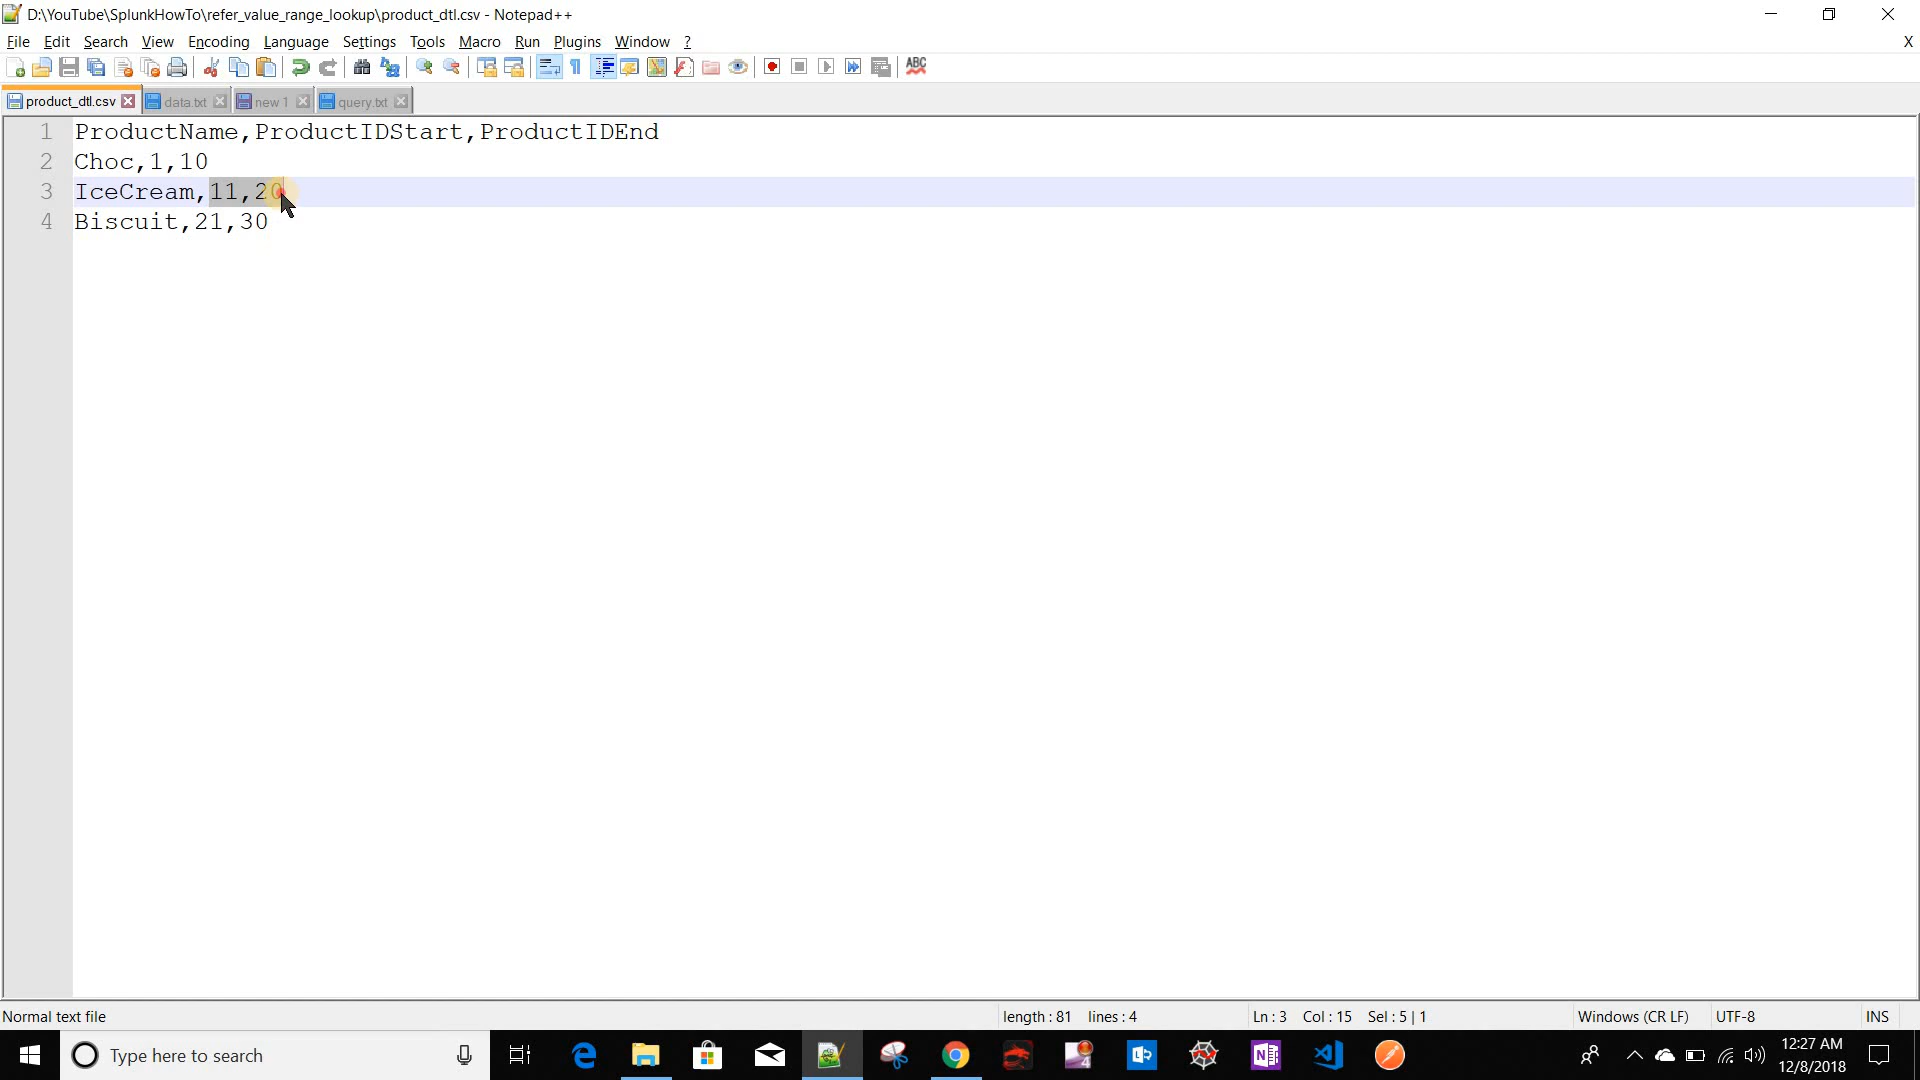 D:\YouTube\SplunkHowTo\refer_value_range_lookup\product_dtl.csv - Notepad++
File Edit Search View Encoding Language Settings Tools Macro Run Plugins Window ? X
ABC
product_dtl.csv data.txt new 1 query.txt
1 ProductName,ProductIDStart,ProductIDEnd
2 Choc,1,10
3 IceCream,11,20
4 Biscuit,21,30
Normal text file length : 81 lines : 4 Ln : 3 Col : 15 Sel : 5 | 1 Windows (CR LF) UTF-8 INS
Type here to search
12:27 AM
12/8/2018